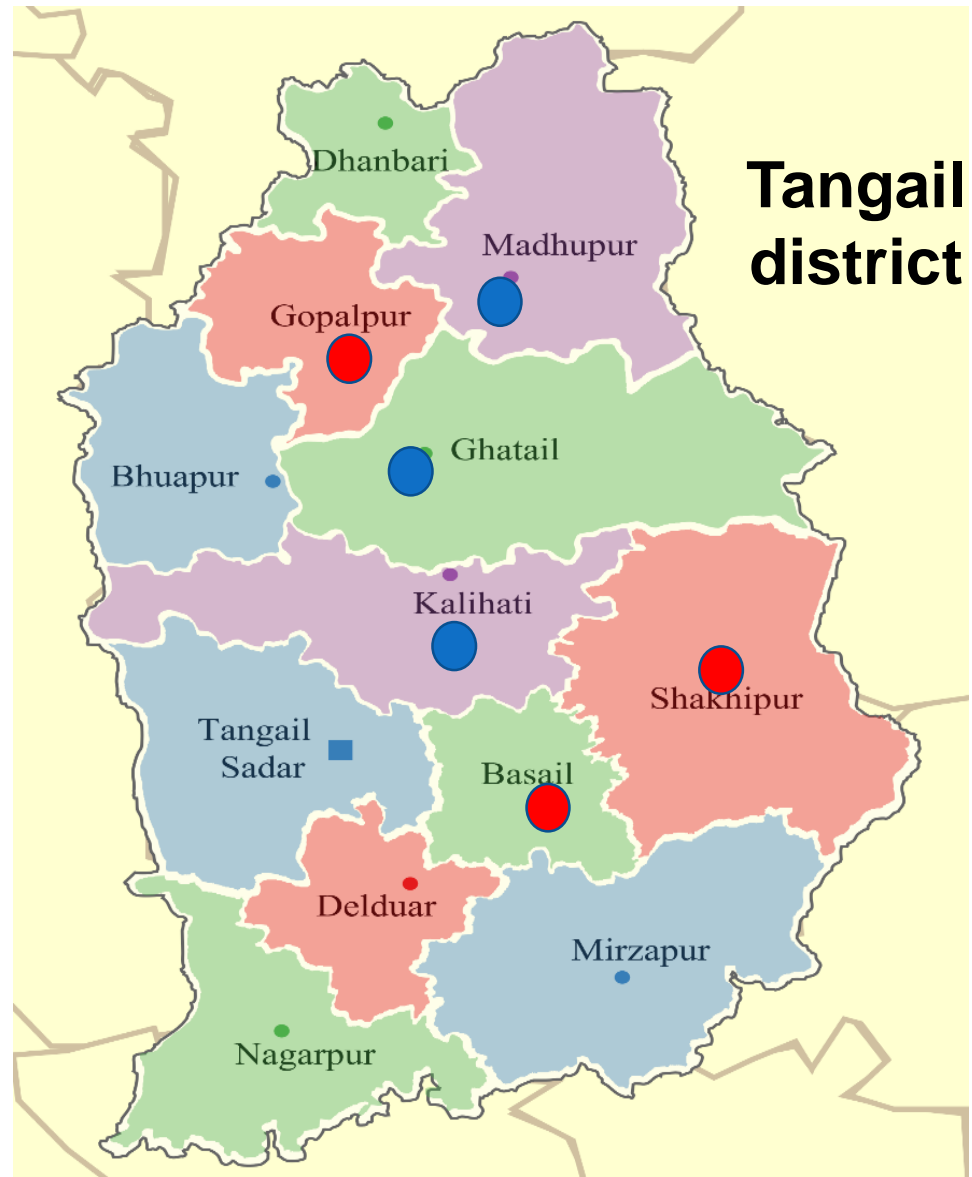 Dhanbari
Tangail
district
Madhupur
Gopalpur
Ghatail
Bhuapur
Kalihati
Shakhipur
Tangail
Sadar
Basail
Delduar
Mirzapur
Nagarpur